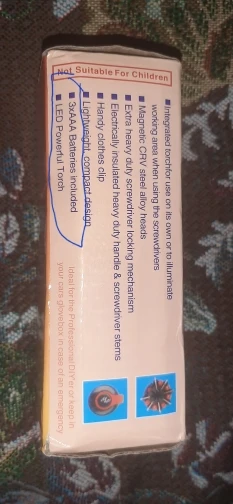 Not Suitable For Children
■ Integrated torch for use on its own or to illuminate
working area when using the screwdrivers
■ Magnetic CRV steel alloy heads
■ Extra heavy duty screwdriver locking mechanism
■ Electrically insulated heavy duty handle & screwdriver stems
■ Handy clothes clip
■ Lightweight, compact design
■ 3xAAA Batteries included
■ LED Powerful Torch
Ideal for the Professional DIY'er or keep in
your cars glovebox in case of an emergency